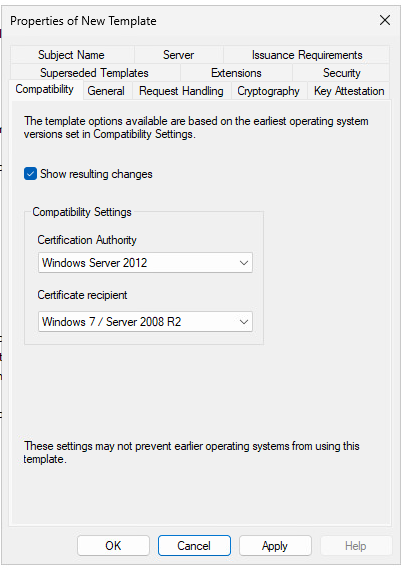 Properties of New Template
Subject Name Server Issuance Requirements
Superseded Templates Extensions Security
Compatibility General Request Handling Cryptography Key Attestation
The template options available are based on the earliest operating system
versions set in Compatibility Settings.
Show resulting changes
Compatibility Settings
Certification Authority
Windows Server 2012
Certificate recipient
Windows 7 / Server 2008 R2
These settings may not prevent earlier operating systems from using this
template.
OK Cancel Apply Help